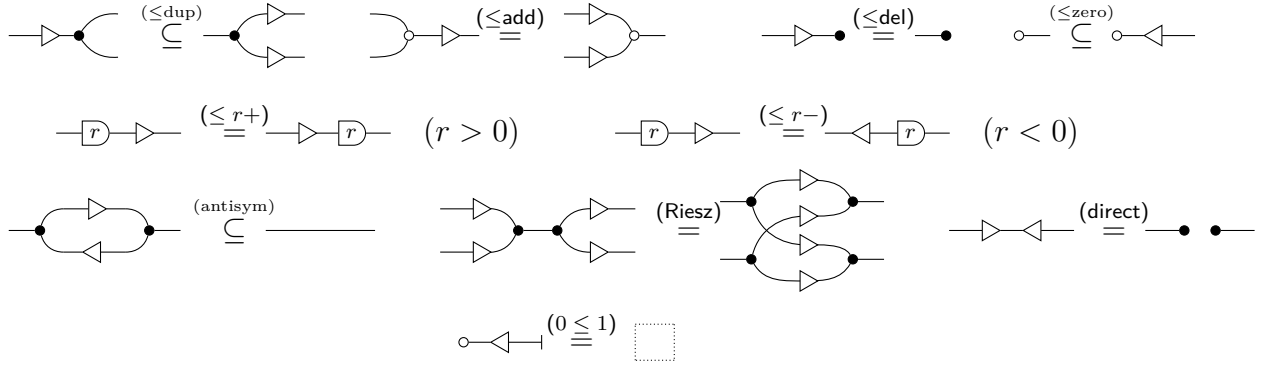 (≤dup) ⊆ (≤add) = (≤del) = (≤zero) ⊆
r (≤ r+) = r (r > 0) r (≤ r−) = r (r < 0)
(antisym) ⊆ (Riesz) = (direct) =
(0 ≤ 1) =